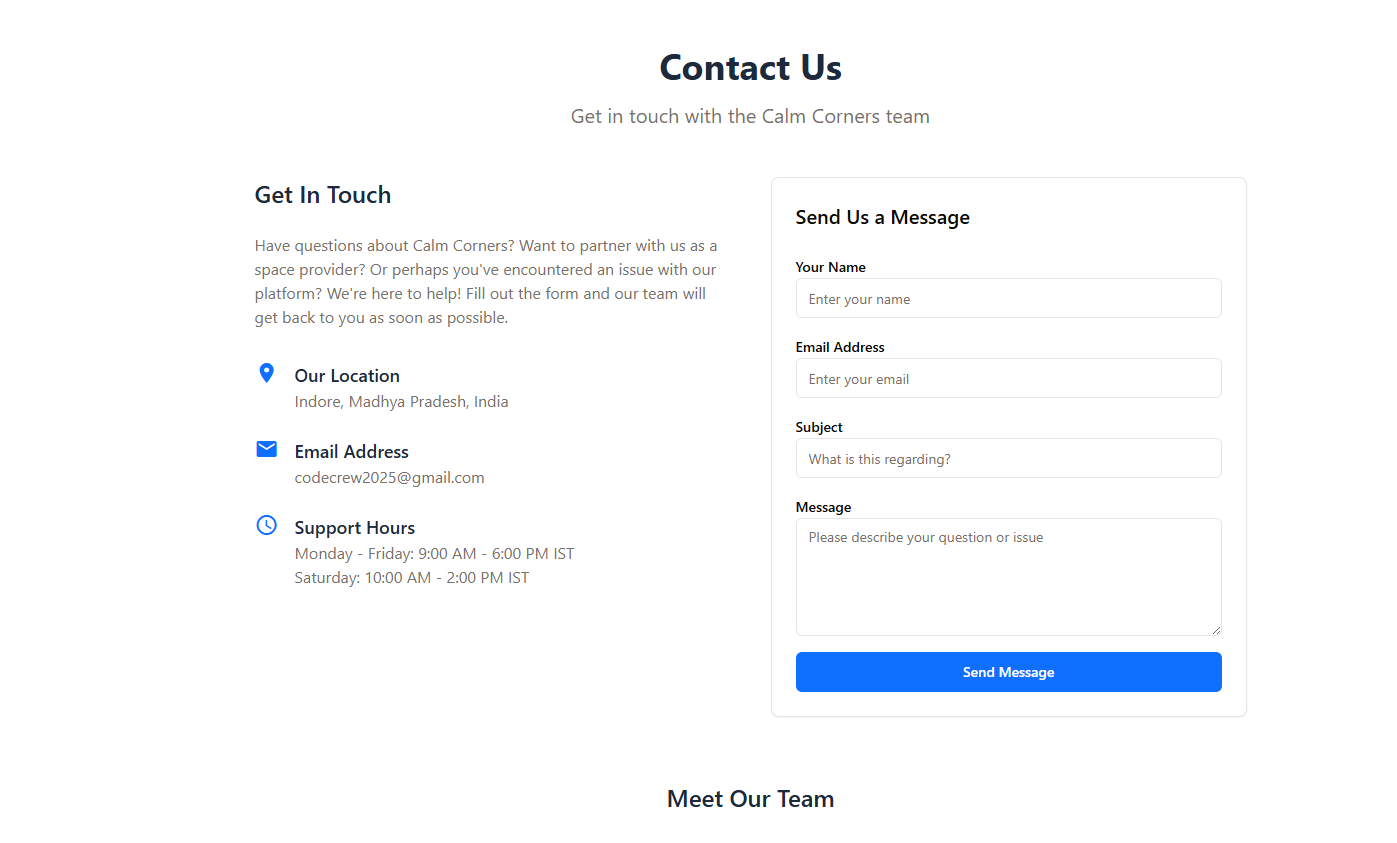 Contact Us
Get in touch with the Calm Corners team
Get In Touch
Have questions about Calm Corners? Want to partner with us as a
space provider? Or perhaps you've encountered an issue with our
platform? We're here to help! Fill out the form and our team will
get back to you as soon as possible.
Our Location
Indore, Madhya Pradesh, India
Email Address
codecrew2025@gmail.com
Support Hours
Monday - Friday: 9:00 AM - 6:00 PM IST
Saturday: 10:00 AM - 2:00 PM IST
Send Us a Message
Your Name
Enter your name
Email Address
Enter your email
Subject
What is this regarding?
Message
Please describe your question or issue
Send Message
Meet Our Team